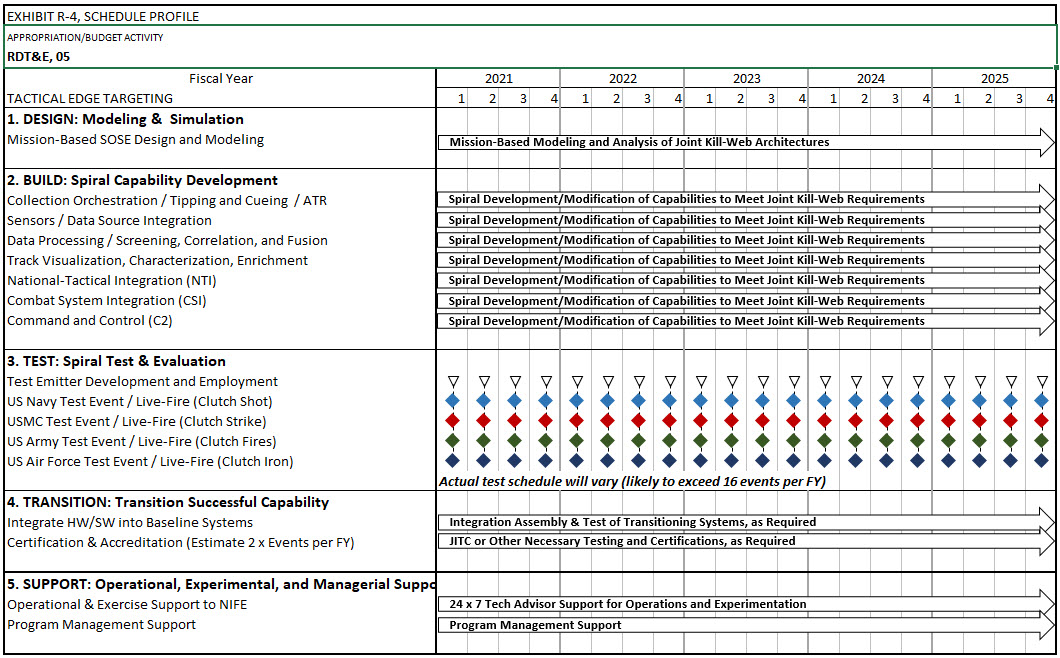 EXHIBIT R-4, SCHEDULE PROFILE
APPROPRIATION/BUDGET ACTIVITY
RDT&E, 05
Fiscal Year 2021 2022 2023 2024 2025
TACTICAL EDGE TARGETING 1 2 3 4 1 2 3 4 1 2 3 4 1 2 3 4 1 2 3 4
1. DESIGN: Modeling & Simulation
Mission-Based SOSE Design and Modeling Mission-Based Modeling and Analysis of Joint Kill-Web Architectures
2. BUILD: Spiral Capability Development
Collection Orchestration / Tipping and Cueing / ATR Spiral Development/Modification of Capabilities to Meet Joint Kill-Web Requirements
Sensors / Data Source Integration Spiral Development/Modification of Capabilities to Meet Joint Kill-Web Requirements
Data Processing / Screening, Correlation, and Fusion Spiral Development/Modification of Capabilities to Meet Joint Kill-Web Requirements
Track Visualization, Characterization, Enrichment Spiral Development/Modification of Capabilities to Meet Joint Kill-Web Requirements
National-Tactical Integration (NTI) Spiral Development/Modification of Capabilities to Meet Joint Kill-Web Requirements
Combat System Integration (CSI) Spiral Development/Modification of Capabilities to Meet Joint Kill-Web Requirements
Command and Control (C2) Spiral Development/Modification of Capabilities to Meet Joint Kill-Web Requirements
3. TEST: Spiral Test & Evaluation
Test Emitter Development and Employment
US Navy Test Event / Live-Fire (Clutch Shot)
USMC Test Event / Live-Fire (Clutch Strike)
US Army Test Event / Live-Fire (Clutch Fires)
US Air Force Test Event / Live-Fire (Clutch Iron)
Actual test schedule will vary (likely to exceed 16 events per FY)
4. TRANSITION: Transition Successful Capability
Integrate HW/SW into Baseline Systems Integration Assembly & Test of Transitioning Systems, as Required
Certification & Accreditation (Estimate 2 x Events per FY) JITC or Other Necessary Testing and Certifications, as Required
5. SUPPORT: Operational, Experimental, and Managerial Suppo
Operational & Exercise Support to NIFE 24 x 7 Tech Advisor Support for Operations and Experimentation
Program Management Support Program Management Support